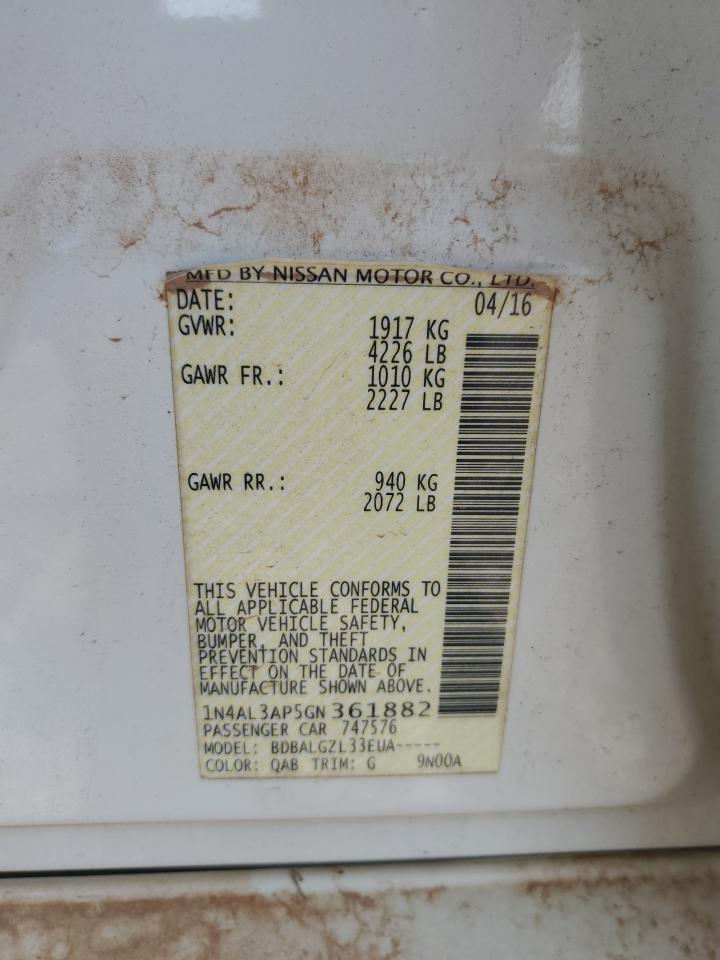 MFD BY NISSAN MOTOR CO., LTD.
DATE: 04/16
GVWR: 1917 KG
4226 LB
GAWR FR.: 1010 KG
2227 LB
GAWR RR.: 940 KG
2072 LB
THIS VEHICLE CONFORMS TO
ALL APPLICABLE FEDERAL
MOTOR VEHICLE SAFETY,
BUMPER, AND THEFT
PREVENTION STANDARDS IN
EFFECT ON THE DATE OF
MANUFACTURE SHOWN ABOVE.
1N4AL3AP5GN 361882
PASSENGER CAR 747576
MODEL: BDBALGZL33EUA-----
COLOR: QAB TRIM: G 9N00A